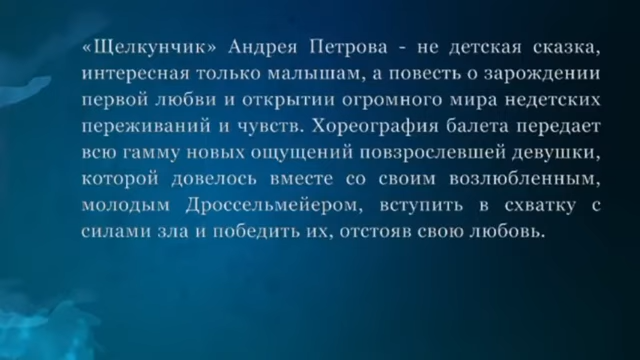 «Щелкунчик» Андрея Петрова - не детская сказка,
интересная только малышам, а повесть о зарождении
первой любви и открытии огромного мира недетских
переживаний и чувств. Хореография балета передает
всю гамму новых ощущений повзрослевшей девушки,
которой довелось вместе со своим возлюбленным,
молодым Дроссельмейером, вступить в схватку с
силами зла и победить их, отстояв свою любовь.